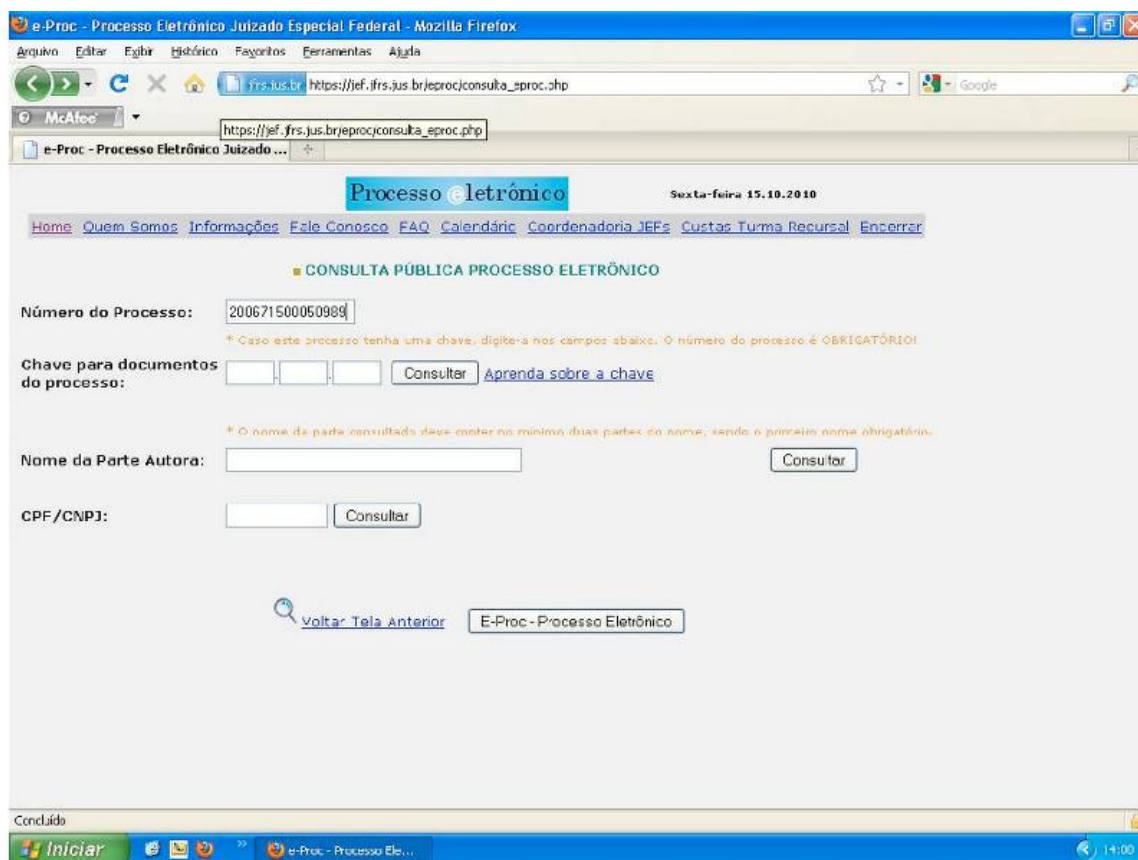 e-Proc - Processo Eletrônico Juizado Especial Federal - Mozilla Firefox
Arquivo Editar Exibir Histórico Favoritos Ferramentas Ajuda
jfrs.jus.br https://jef.jfrs.jus.br/eproc/consulta_eproc.php Google
McAfee
https://jef.jfrs.jus.br/eproc/consulta_eproc.php
e-Proc - Processo Eletrônico Juizado ...
Processo eletrônico Sexta-feira 15.10.2010
Home Quem Somos Informações Fale Conosco FAQ Calendário Coordenadoria JEFs Custas Turma Recursal Encerrar
CONSULTA PÚBLICA PROCESSO ELETRÔNICO
Número do Processo: 200671500050989
* Caso este processo tenha uma chave, digite-a nos campos abaixo. O número do processo é OBRIGATÓRIO!
Chave para documentos do processo: . . Consultar Aprenda sobre a chave
* O nome da parte consultada deve conter no mínimo duas partes do nome, sendo o primeiro nome obrigatório.
Nome da Parte Autora: Consultar
CPF/CNPJ: Consultar
Voltar Tela Anterior E-Proc - Processo Eletrônico
Concluído
Iniciar » e-Proc - Processo Ele... 14:00